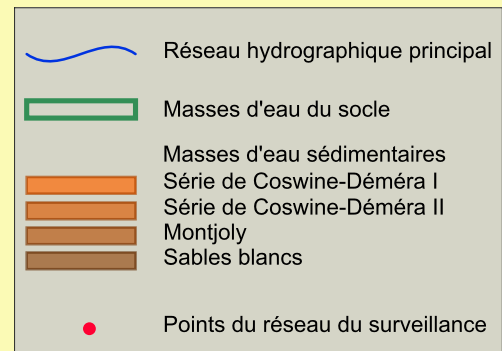 Réseau hydrographique principal
Masses d'eau du socle
Masses d'eau sédimentaires
Série de Coswine-Déméra I
Série de Coswine-Déméra II
Montjoly
Sables blancs
Points du réseau du surveillance